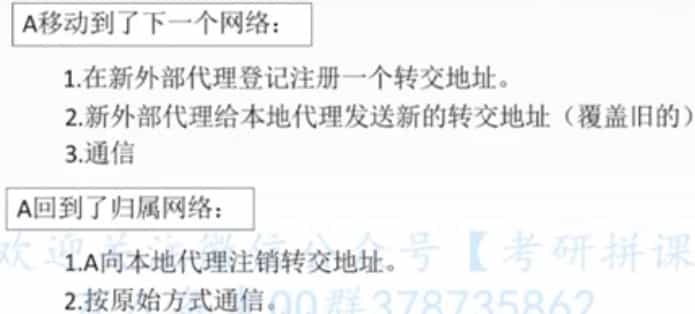 A移动到了下一个网络：
1.在新外部代理登记注册一个转交地址。
2.新外部代理给本地代理发送新的转交地址（覆盖旧的）
3.通信
A回到了归属网络：
欢迎关注微信公众号【考研拼课
1.A向本地代理注销转交地址。
2.按原始方式通信。
QQ群378735862